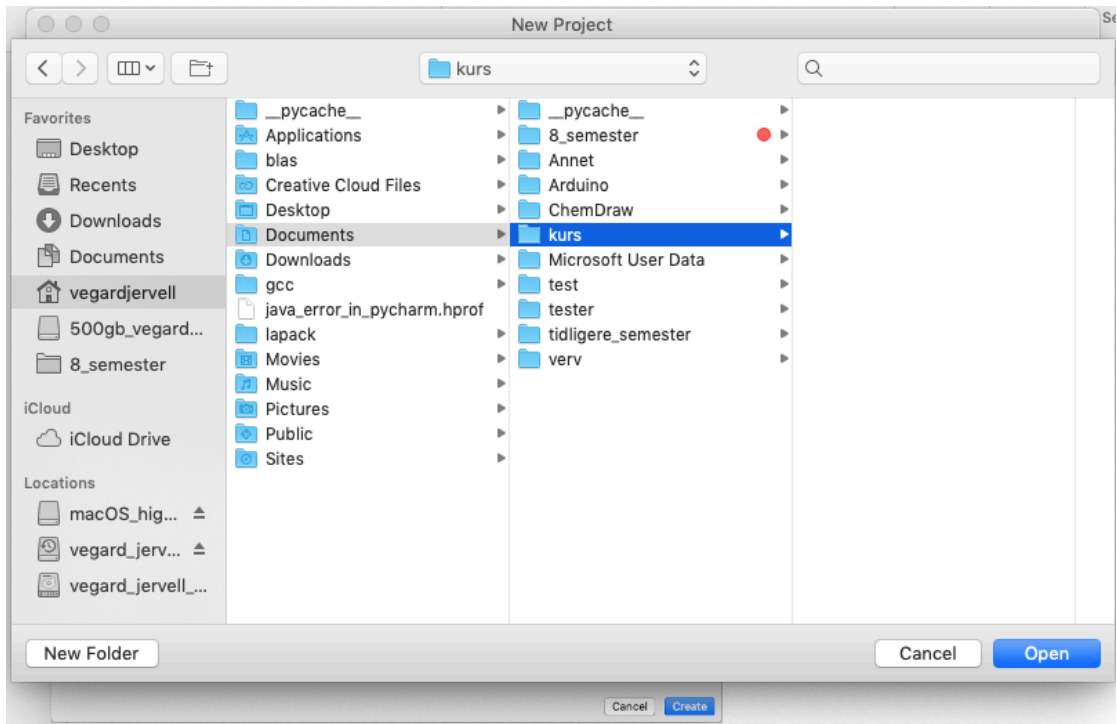 New Project
Se
kurs
Favorites
Desktop
Recents
Downloads
Documents
vegardjervell
500gb_vegard...
8_semester
iCloud
iCloud Drive
Locations
macOS_hig...
vegard_jerv...
vegard_jervell_...
__pycache__
Applications
blas
Creative Cloud Files
Desktop
Documents
Downloads
gcc
java_error_in_pycharm.hprof
lapack
Movies
Music
Pictures
Public
Sites
__pycache__
8_semester
Annet
Arduino
ChemDraw
kurs
Microsoft User Data
test
tester
tidligere_semester
verv
New Folder
Cancel
Open
Cancel
Create